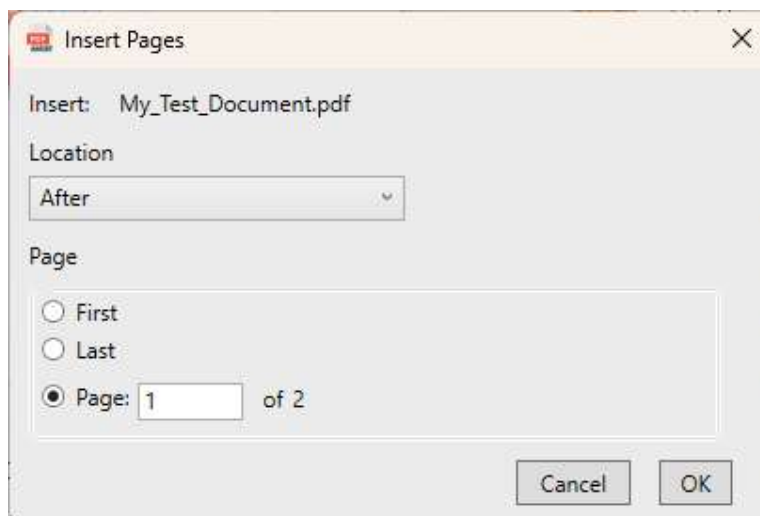 Insert Pages
Insert: My_Test_Document.pdf
Location
After
Page
First
Last
Page: 1 of 2
Cancel OK